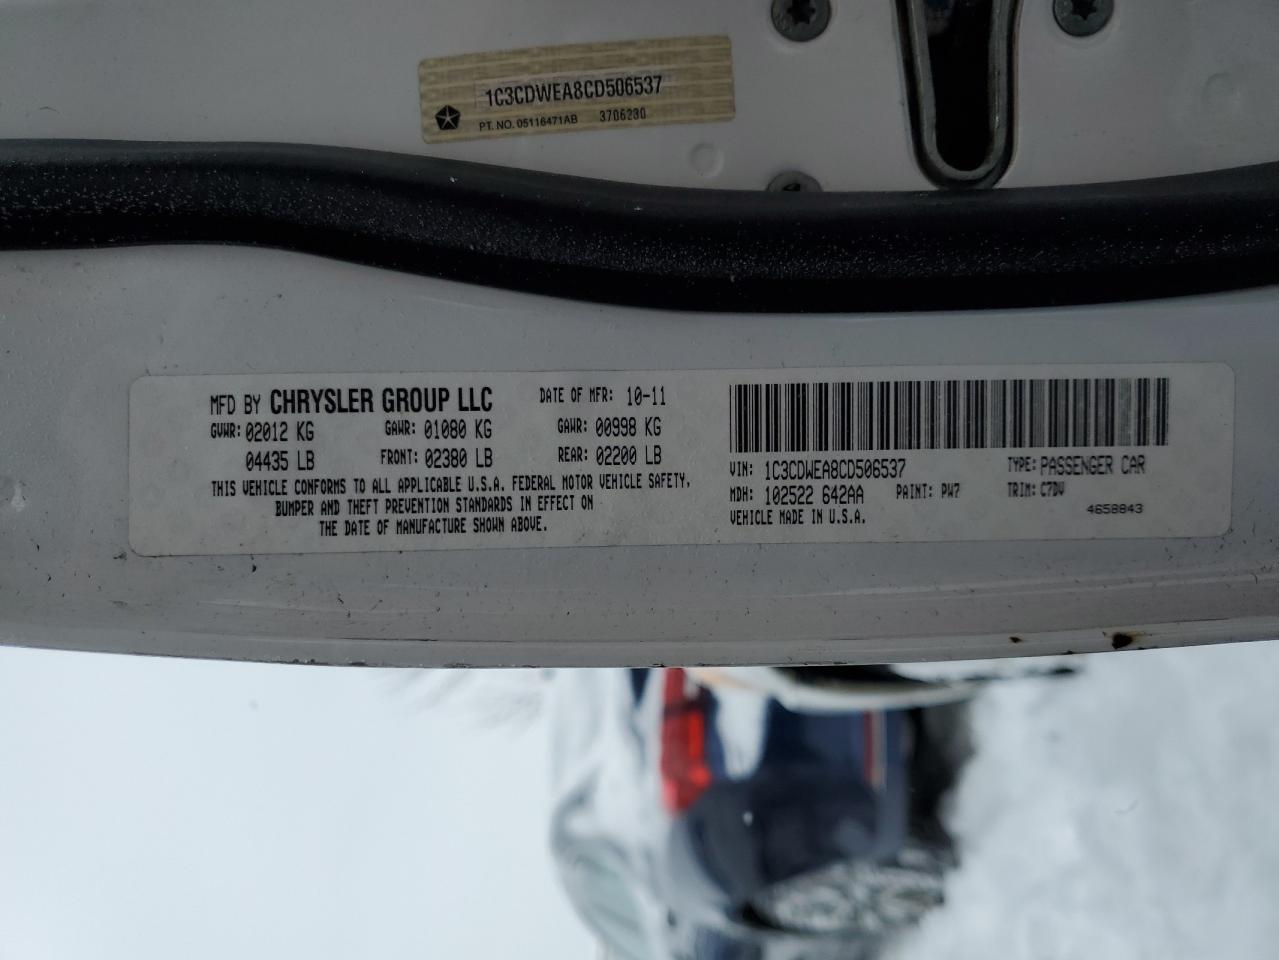 1C3CDWEA8CD506537
PT. NO. 05116471AB 3706230
MFD BY CHRYSLER GROUP LLC DATE OF MFR: 10-11
GVWR: 02012 KG GAWR: 01080 KG GAWR: 00998 KG
04435 LB FRONT: 02380 LB REAR: 02200 LB
THIS VEHICLE CONFORMS TO ALL APPLICABLE U.S.A. FEDERAL MOTOR VEHICLE SAFETY,
BUMPER AND THEFT PREVENTION STANDARDS IN EFFECT ON
THE DATE OF MANUFACTURE SHOWN ABOVE.
VIN: 1C3CDWEA8CD506537 TYPE: PASSENGER CAR
MDH: 102522 642AA PAINT: PW7 TRIM: C7DV
VEHICLE MADE IN U.S.A. 4658843